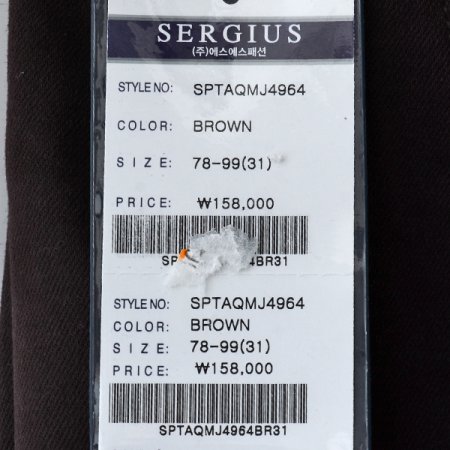 SERGIUS
(주)에스에스패션
STYLE NO: SPTAQMJ4964
COLOR: BROWN
SIZE: 78-99(31)
PRICE: ₩158,000
STYLE NO: SPTAQMJ4964
COLOR: BROWN
SIZE: 78-99(31)
PRICE: ₩158,000
SPTAQMJ4964BR31